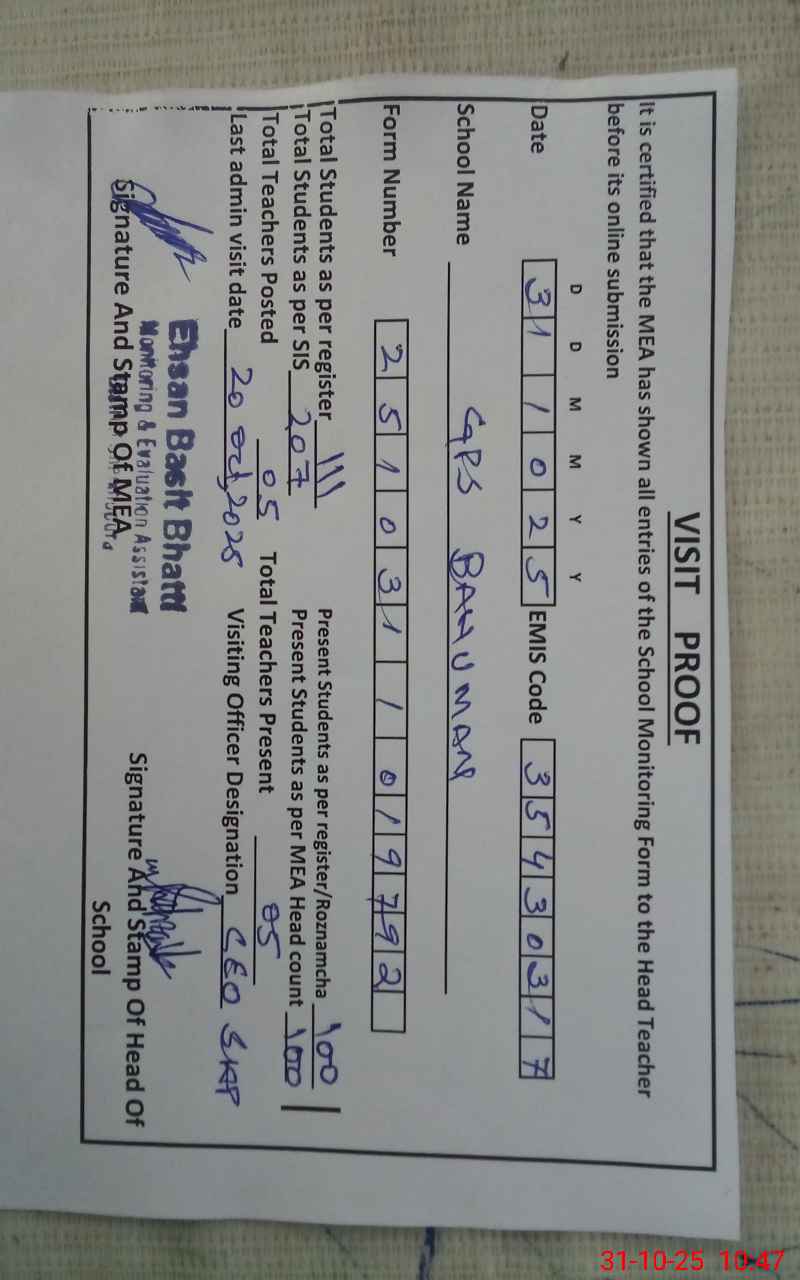 VISIT PROOF
It is certified that the MEA has shown all entries of the School Monitoring Form to the Head Teacher
before its online submission
D D M M Y Y
Date 3 1 1 0 2 5 EMIS Code 3 5 4 3 0 3 1 7
School Name GPS BAHUMAN
Form Number 2 5 1 0 3 1 1 0 1 9 7 9 2
Total Students as per register 111 Present Students as per register/Roznamcha 100
Total Students as per SIS 207 Present Students as per MEA Head count 100
Total Teachers Posted 05 Total Teachers Present 05
Last admin visit date 20 oct, 2025 Visiting Officer Designation CEO SKP
Ehsan Basit Bhatti
Monitoring & Evaluation Assistant
Signature And Stamp Of MEA
Signature And Stamp Of Head Of
School
31-10-25 10:47